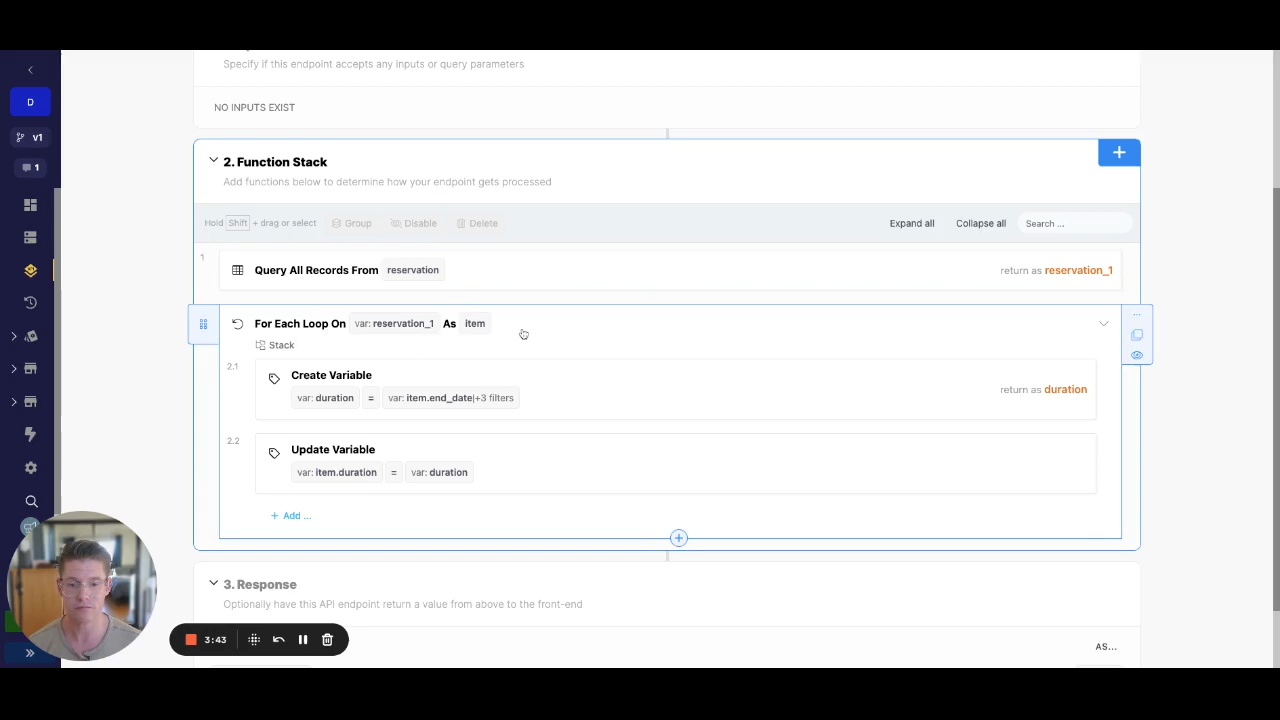 Specify if this endpoint accepts any inputs or query parameters
NO INPUTS EXIST
D
v1
1
2. Function Stack
Add functions below to determine how your endpoint gets processed
Hold Shift + drag or select Group Disable Delete Expand all Collapse all Search ...
1
Query All Records From reservation return as reservation_1
For Each Loop On var: reservation_1 As item
Stack
2.1
Create Variable
var: duration = var: item.end_date|+3 filters return as duration
2.2
Update Variable
var: item.duration = var: duration
+ Add ...
3. Response
Optionally have this API endpoint return a value from above to the front-end
3:43
AS...